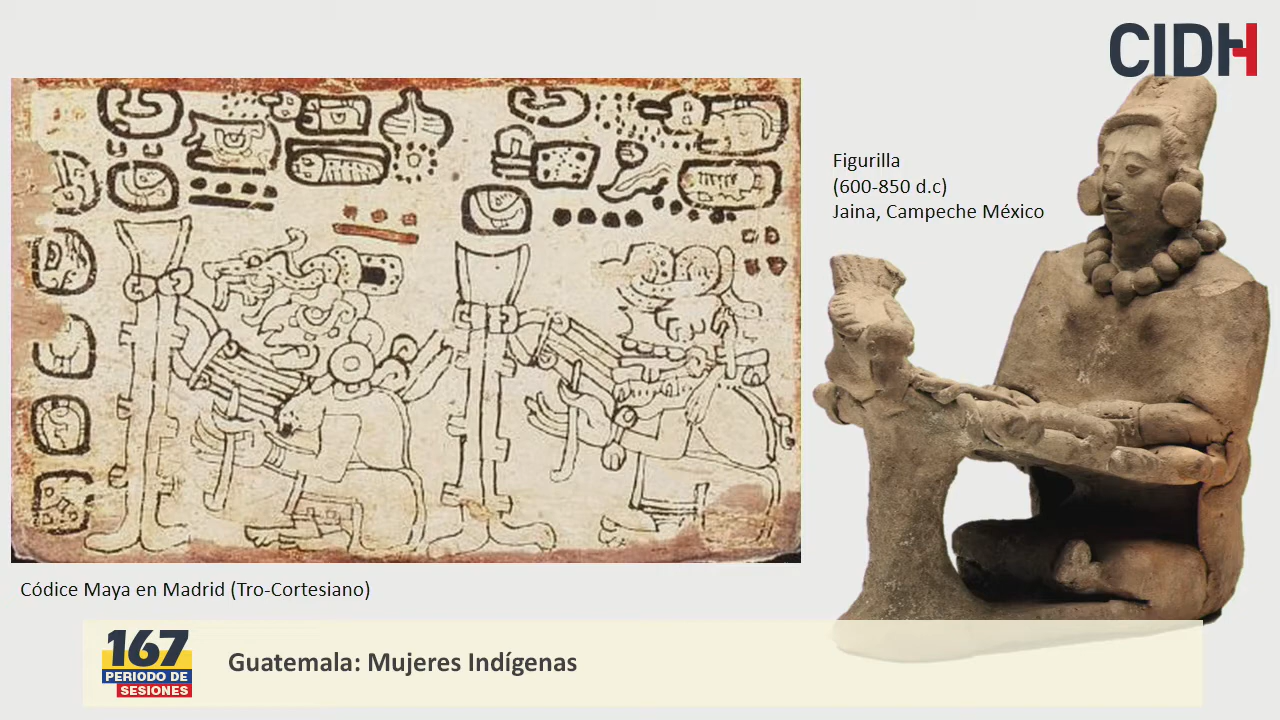 CIDH
Figurilla
(600-850 d.c)
Jaina, Campeche México
Códice Maya en Madrid (Tro-Cortesiano)
167
PERIODO DE
SESIONES
Guatemala: Mujeres Indígenas